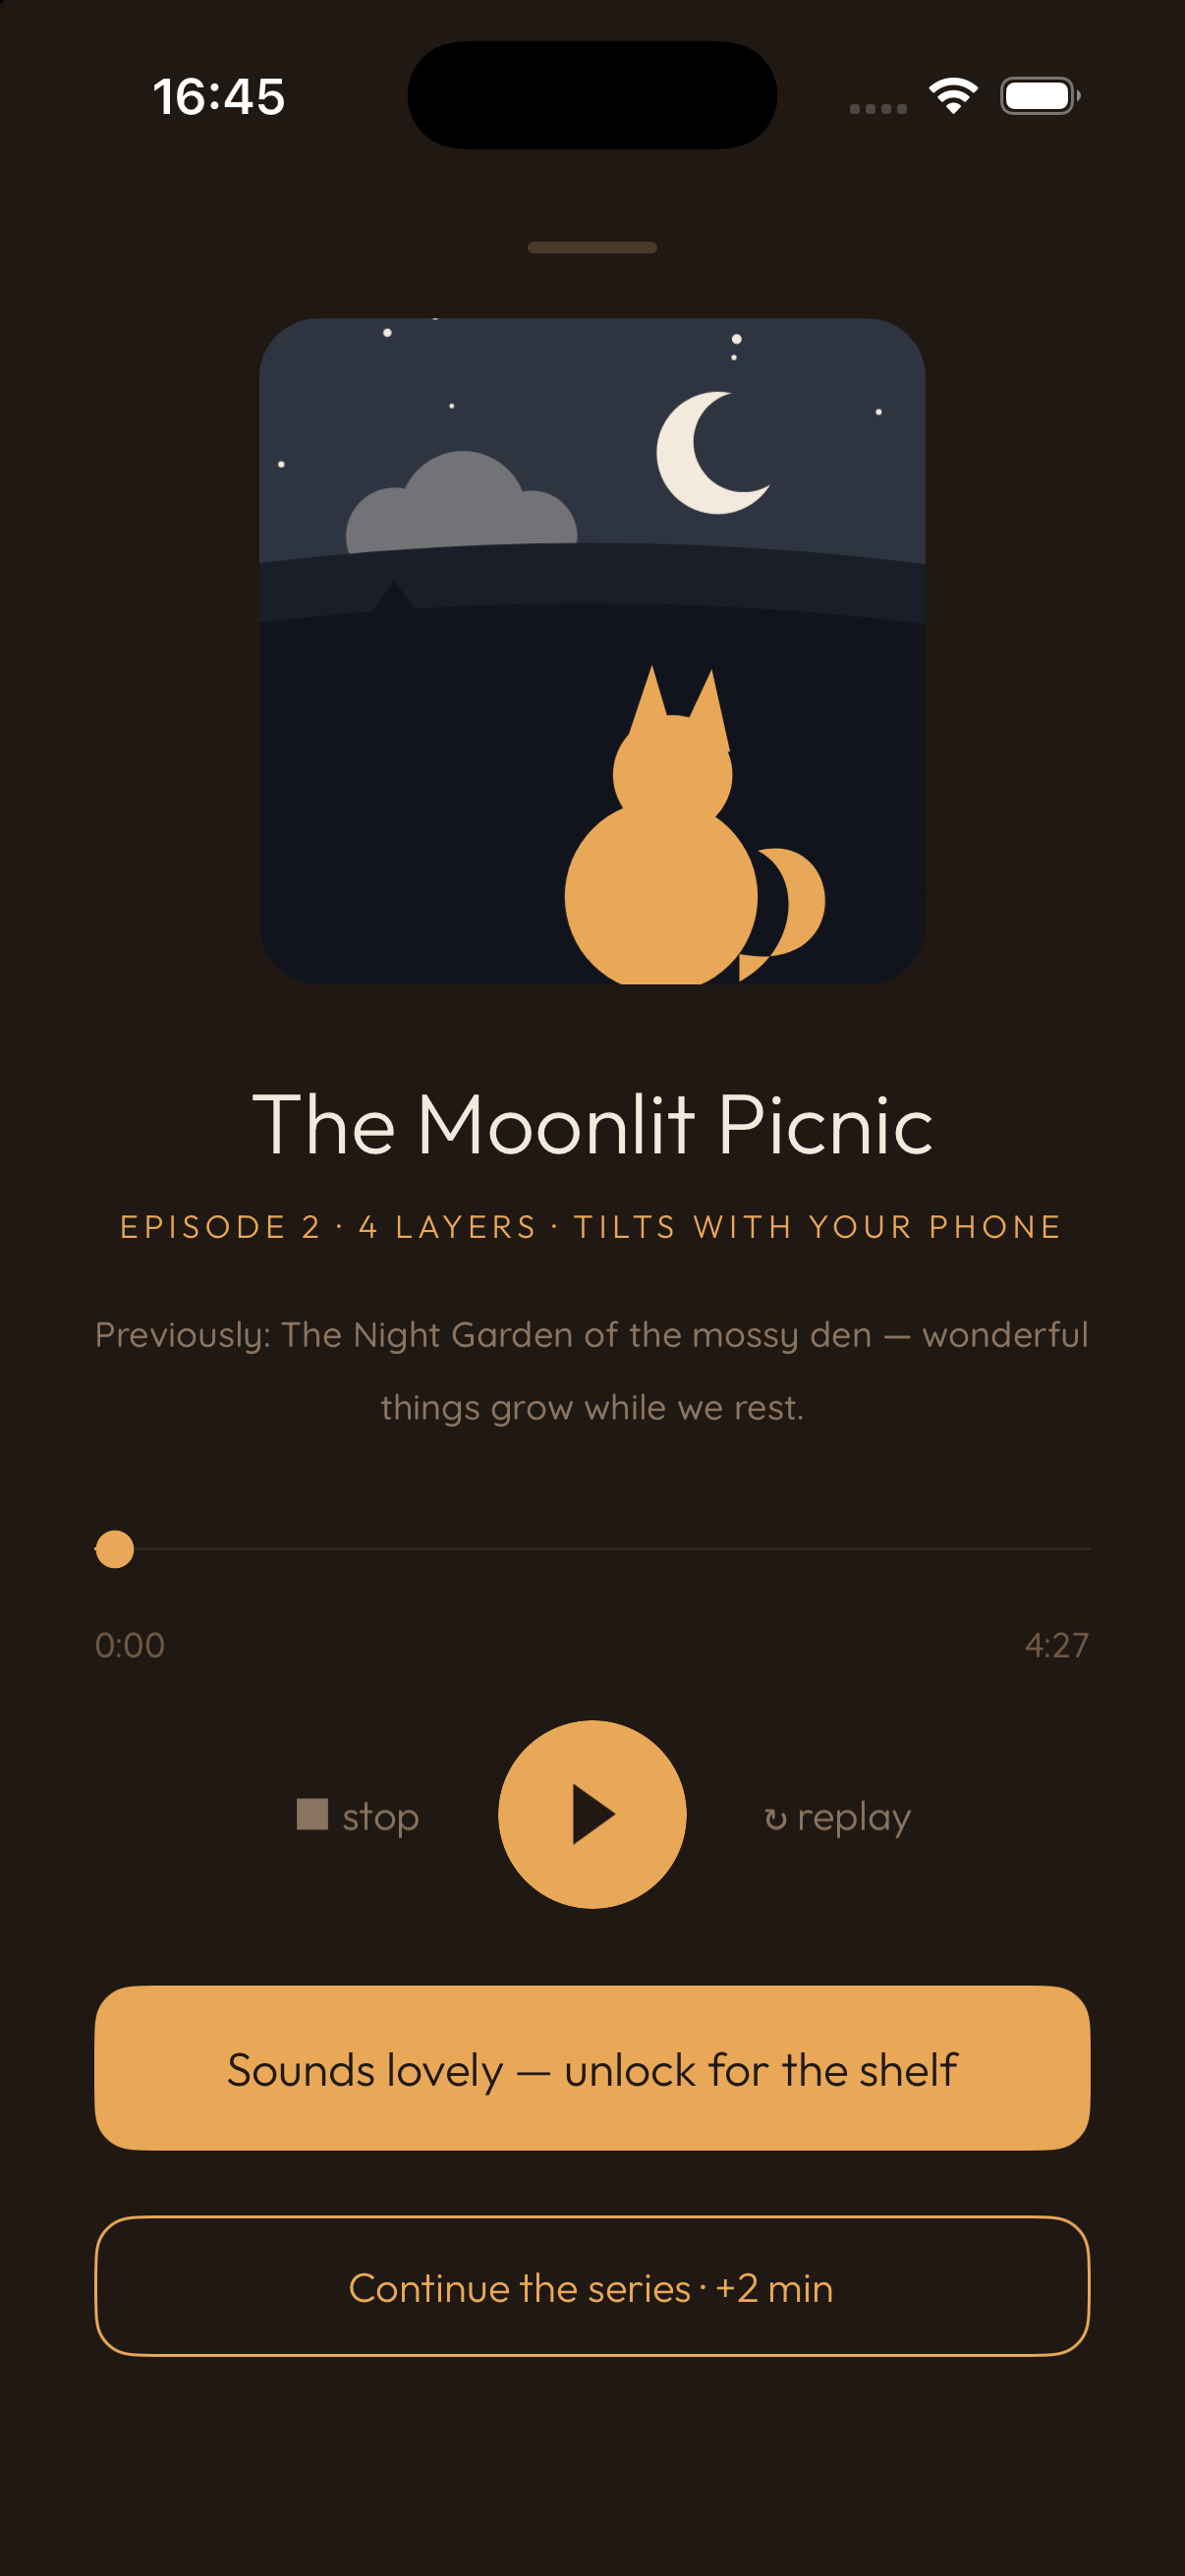 16:45
The Moonlit Picnic
EPISODE 2 · 4 LAYERS · TILTS WITH YOUR PHONE
Previously: The Night Garden of the mossy den — wonderful
things grow while we rest.
0:00 4:27
■ stop ↻ replay
Sounds lovely — unlock for the shelf
Continue the series · +2 min